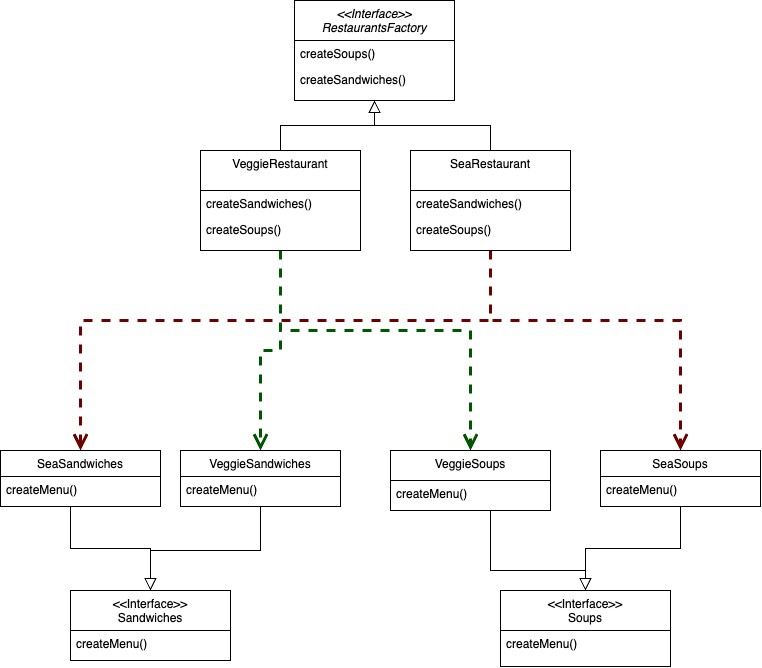 <<Interface>>
RestaurantsFactory
createSoups()
createSandwiches()
VeggieRestaurant
createSandwiches()
createSoups()
SeaRestaurant
createSandwiches()
createSoups()
SeaSandwiches
createMenu()
VeggieSandwiches
createMenu()
VeggieSoups
createMenu()
SeaSoups
createMenu()
<<Interface>>
Sandwiches
createMenu()
<<Interface>>
Soups
createMenu()